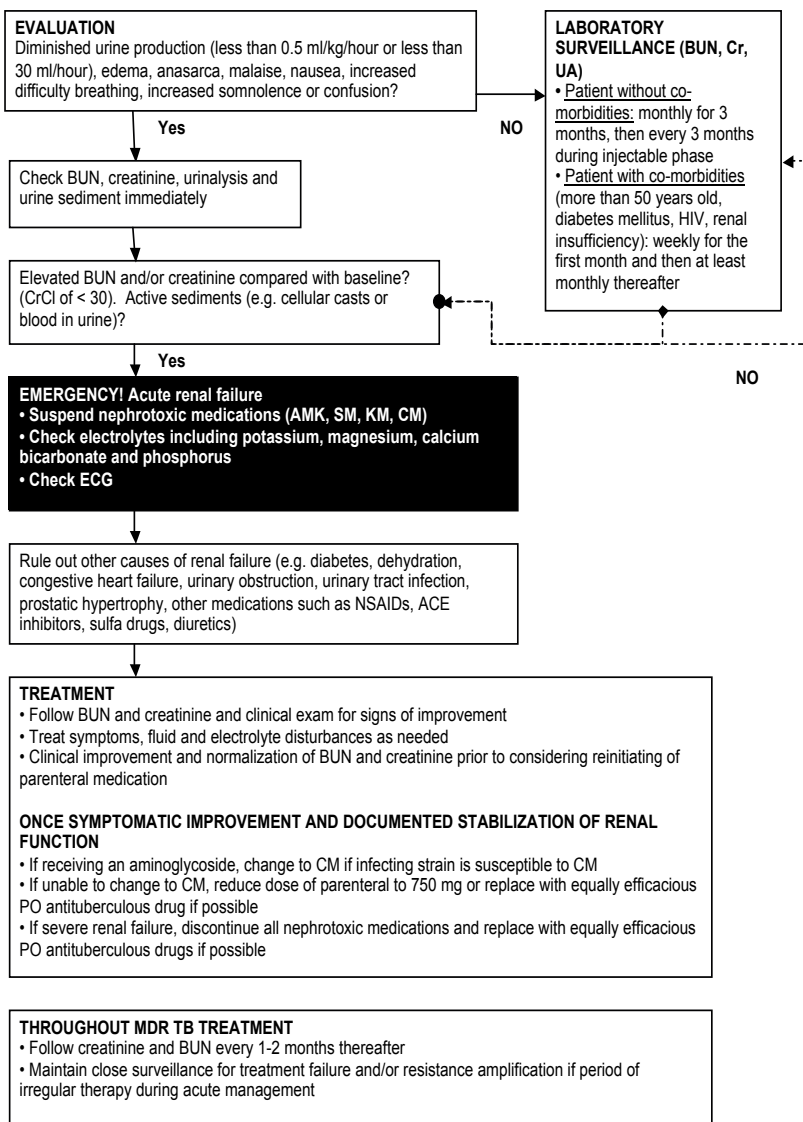 EVALUATION
Diminished urine production (less than 0.5 ml/kg/hour or less than
30 ml/hour), edema, anasarca, malaise, nausea, increased
difficulty breathing, increased somnolence or confusion?
Yes
NO
LABORATORY
SURVEILLANCE (BUN, Cr,
UA)
• Patient without co-
morbidities: monthly for 3
months, then every 3 months
during injectable phase
• Patient with co-morbidities
(more than 50 years old,
diabetes mellitus, HIV, renal
insufficiency): weekly for the
first month and then at least
monthly thereafter
Check BUN, creatinine, urinalysis and
urine sediment immediately
Elevated BUN and/or creatinine compared with baseline?
(CrCl of < 30). Active sediments (e.g. cellular casts or
blood in urine)?
Yes
NO
EMERGENCY! Acute renal failure
• Suspend nephrotoxic medications (AMK, SM, KM, CM)
• Check electrolytes including potassium, magnesium, calcium
bicarbonate and phosphorus
• Check ECG
Rule out other causes of renal failure (e.g. diabetes, dehydration,
congestive heart failure, urinary obstruction, urinary tract infection,
prostatic hypertrophy, other medications such as NSAIDs, ACE
inhibitors, sulfa drugs, diuretics)
TREATMENT
• Follow BUN and creatinine and clinical exam for signs of improvement
• Treat symptoms, fluid and electrolyte disturbances as needed
• Clinical improvement and normalization of BUN and creatinine prior to considering reinitiating of
parenteral medication
ONCE SYMPTOMATIC IMPROVEMENT AND DOCUMENTED STABILIZATION OF RENAL
FUNCTION
• If receiving an aminoglycoside, change to CM if infecting strain is susceptible to CM
• If unable to change to CM, reduce dose of parenteral to 750 mg or replace with equally efficacious
PO antituberculous drug if possible
• If severe renal failure, discontinue all nephrotoxic medications and replace with equally efficacious
PO antituberculous drugs if possible
THROUGHOUT MDR TB TREATMENT
• Follow creatinine and BUN every 1-2 months thereafter
• Maintain close surveillance for treatment failure and/or resistance amplification if period of
irregular therapy during acute management